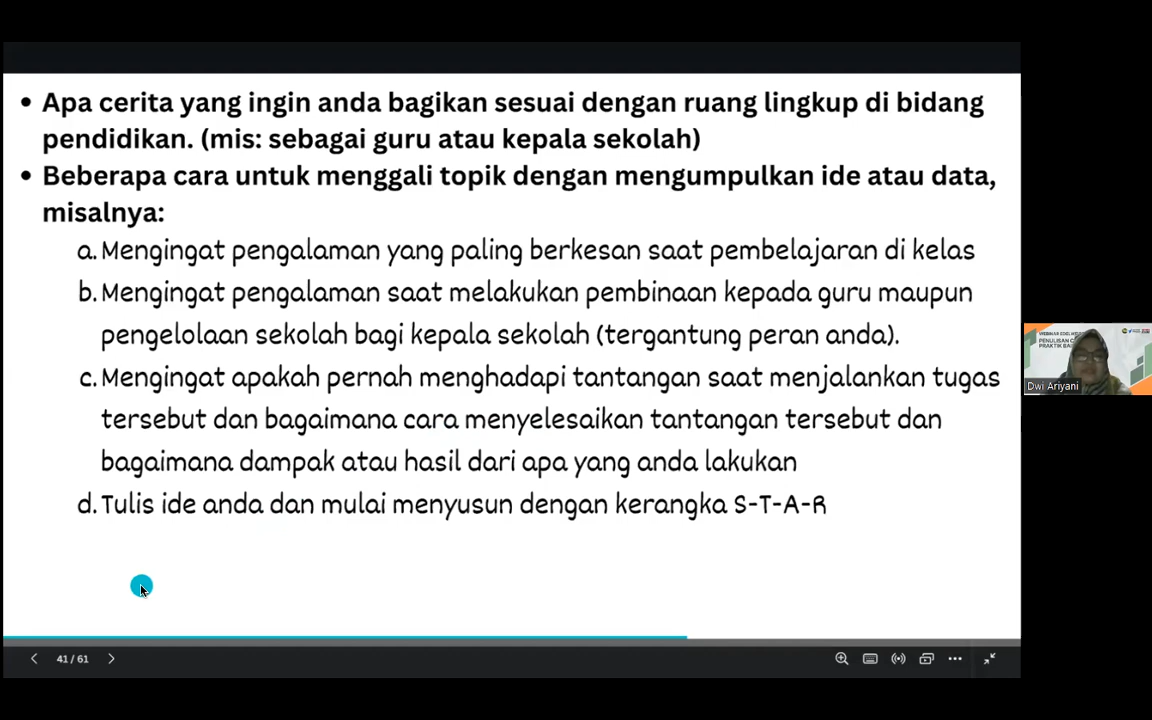 • Apa cerita yang ingin anda bagikan sesuai dengan ruang lingkup di bidang
pendidikan. (mis: sebagai guru atau kepala sekolah)
• Beberapa cara untuk menggali topik dengan mengumpulkan ide atau data,
misalnya:
a. Mengingat pengalaman yang paling berkesan saat pembelajaran di kelas
b. Mengingat pengalaman saat melakukan pembinaan kepada guru maupun
pengelolaan sekolah bagi kepala sekolah (tergantung peran anda).
c. Mengingat apakah pernah menghadapi tantangan saat menjalankan tugas
tersebut dan bagaimana cara menyelesaikan tantangan tersebut dan
bagaimana dampak atau hasil dari apa yang anda lakukan
d. Tulis ide anda dan mulai menyusun dengan kerangka S-T-A-R
41 / 61
PENULISAN
PRAKTIK
Dwi Ariyani